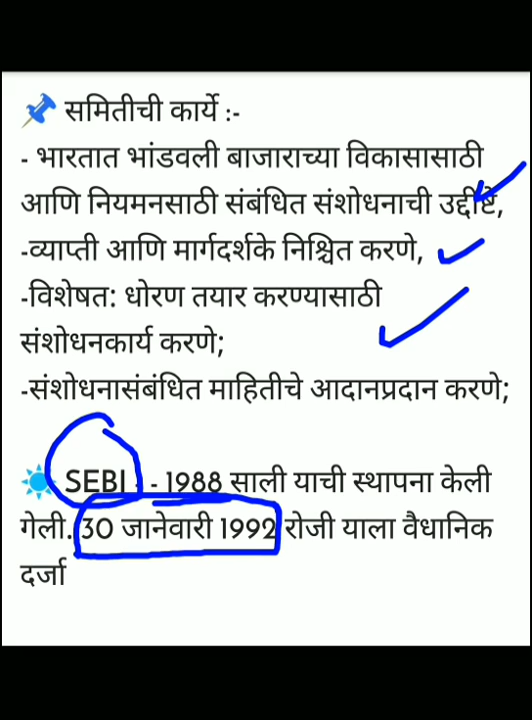 समितीची कार्ये :-
- भारतात भांडवली बाजाराच्या विकासासाठी
आणि नियमनसाठी संबंधित संशोधनाची उद्दीष्टे,
-व्याप्ती आणि मार्गदर्शके निश्चित करणे,
-विशेषत: धोरण तयार करण्यासाठी
संशोधनकार्य करणे;
-संशोधनासंबंधित माहितीचे आदानप्रदान करणे;
SEBI - - 1988 साली याची स्थापना केली
गेली. 30 जानेवारी 1992 रोजी याला वैधानिक
दर्जा